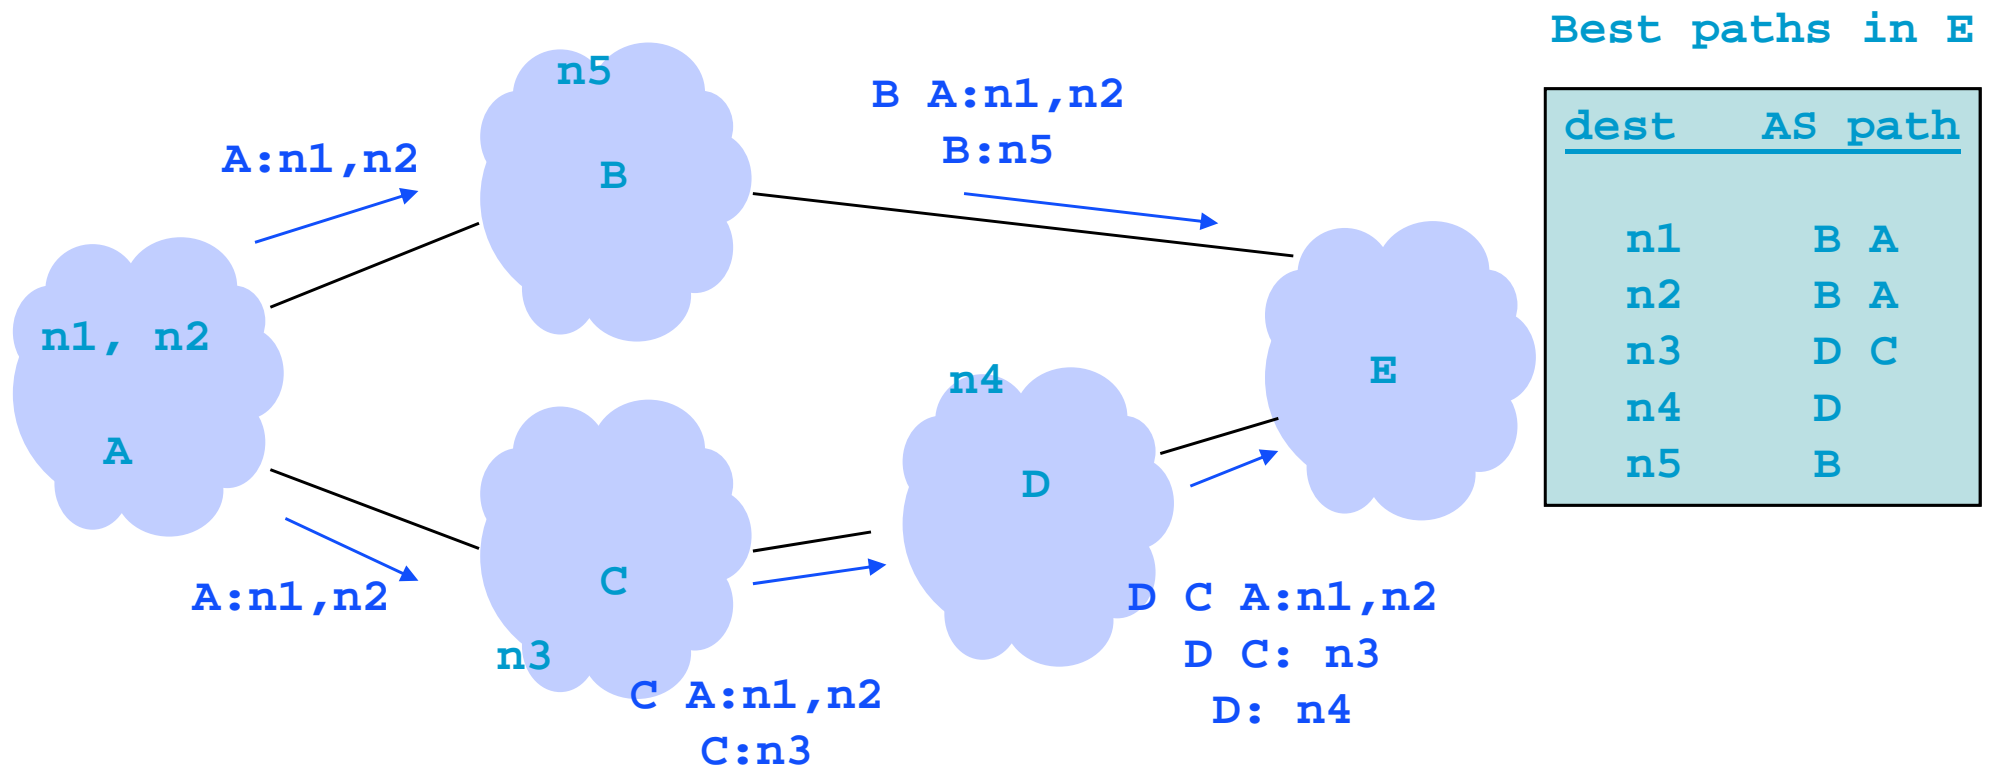 Best paths in E
n5
B A:n1,n2
B:n5
dest AS path
A:n1,n2
B
n1 B A
n2 B A
n3 D C
n4 D
n5 B
n1, n2
A
E
n4
D
A:n1,n2
C
n3
C A:n1,n2
C:n3
D C A:n1,n2
D C: n3
D: n4